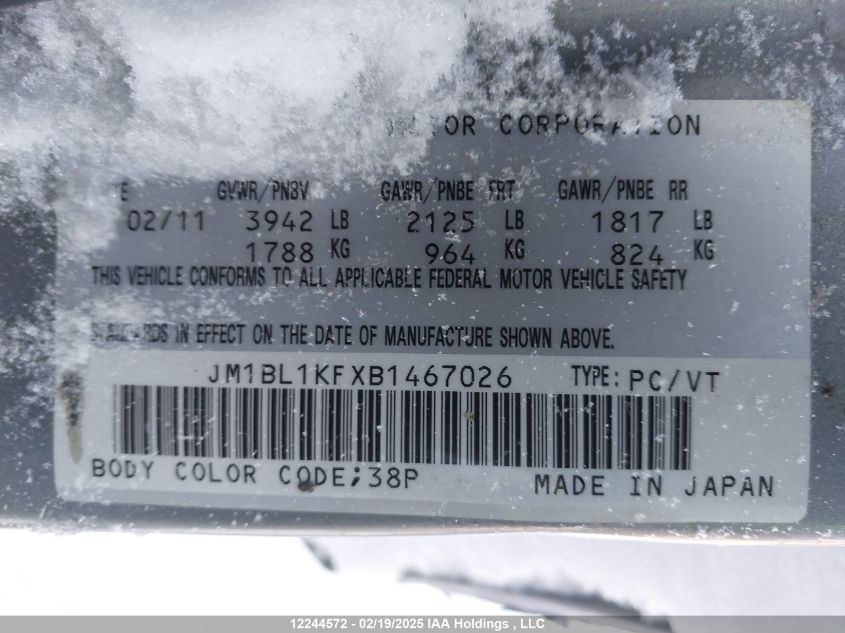 CORPORATION
GVWR/PNBV GAWR/PNBE FRT GAWR/PNBE RR
02/11 3942 LB 2125 LB 1817 LB
1788 KG 964 KG 824 KG
THIS VEHICLE CONFORMS TO ALL APPLICABLE FEDERAL MOTOR VEHICLE SAFETY
STANDARDS IN EFFECT ON THE DATE OF MANUFACTURE SHOWN ABOVE.
JM1BL1KFXB1467026 TYPE: PC/VT
BODY COLOR CODE;38P MADE IN JAPAN
12244572 - 02/19/2025 IAA Holdings, LLC